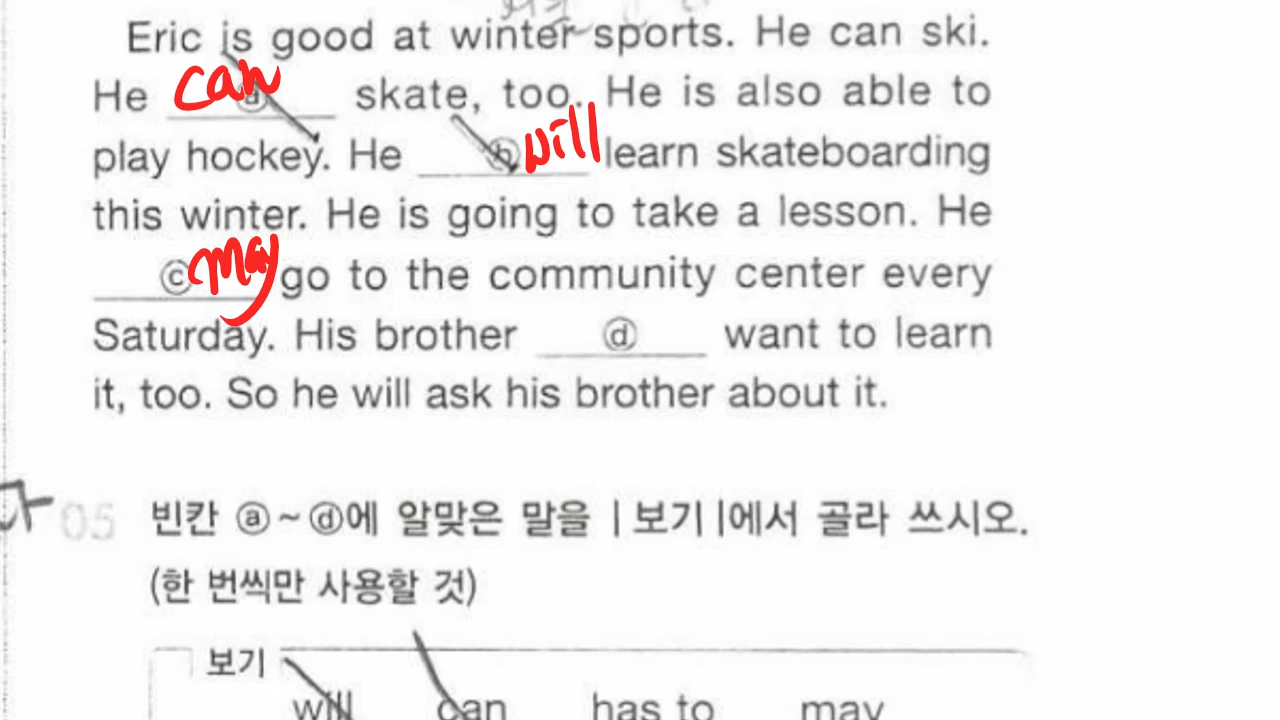 Eric is good at winter sports. He can ski.
He can ⓐ skate, too. He is also able to
play hockey. He ⓑ will learn skateboarding
this winter. He is going to take a lesson. He
ⓒ may go to the community center every
Saturday. His brother ⓓ want to learn
it, too. So he will ask his brother about it.
05 빈칸 ⓐ~ⓓ에 알맞은 말을 |보기|에서 골라 쓰시오.
(한 번씩만 사용할 것)
보기
will can has to may